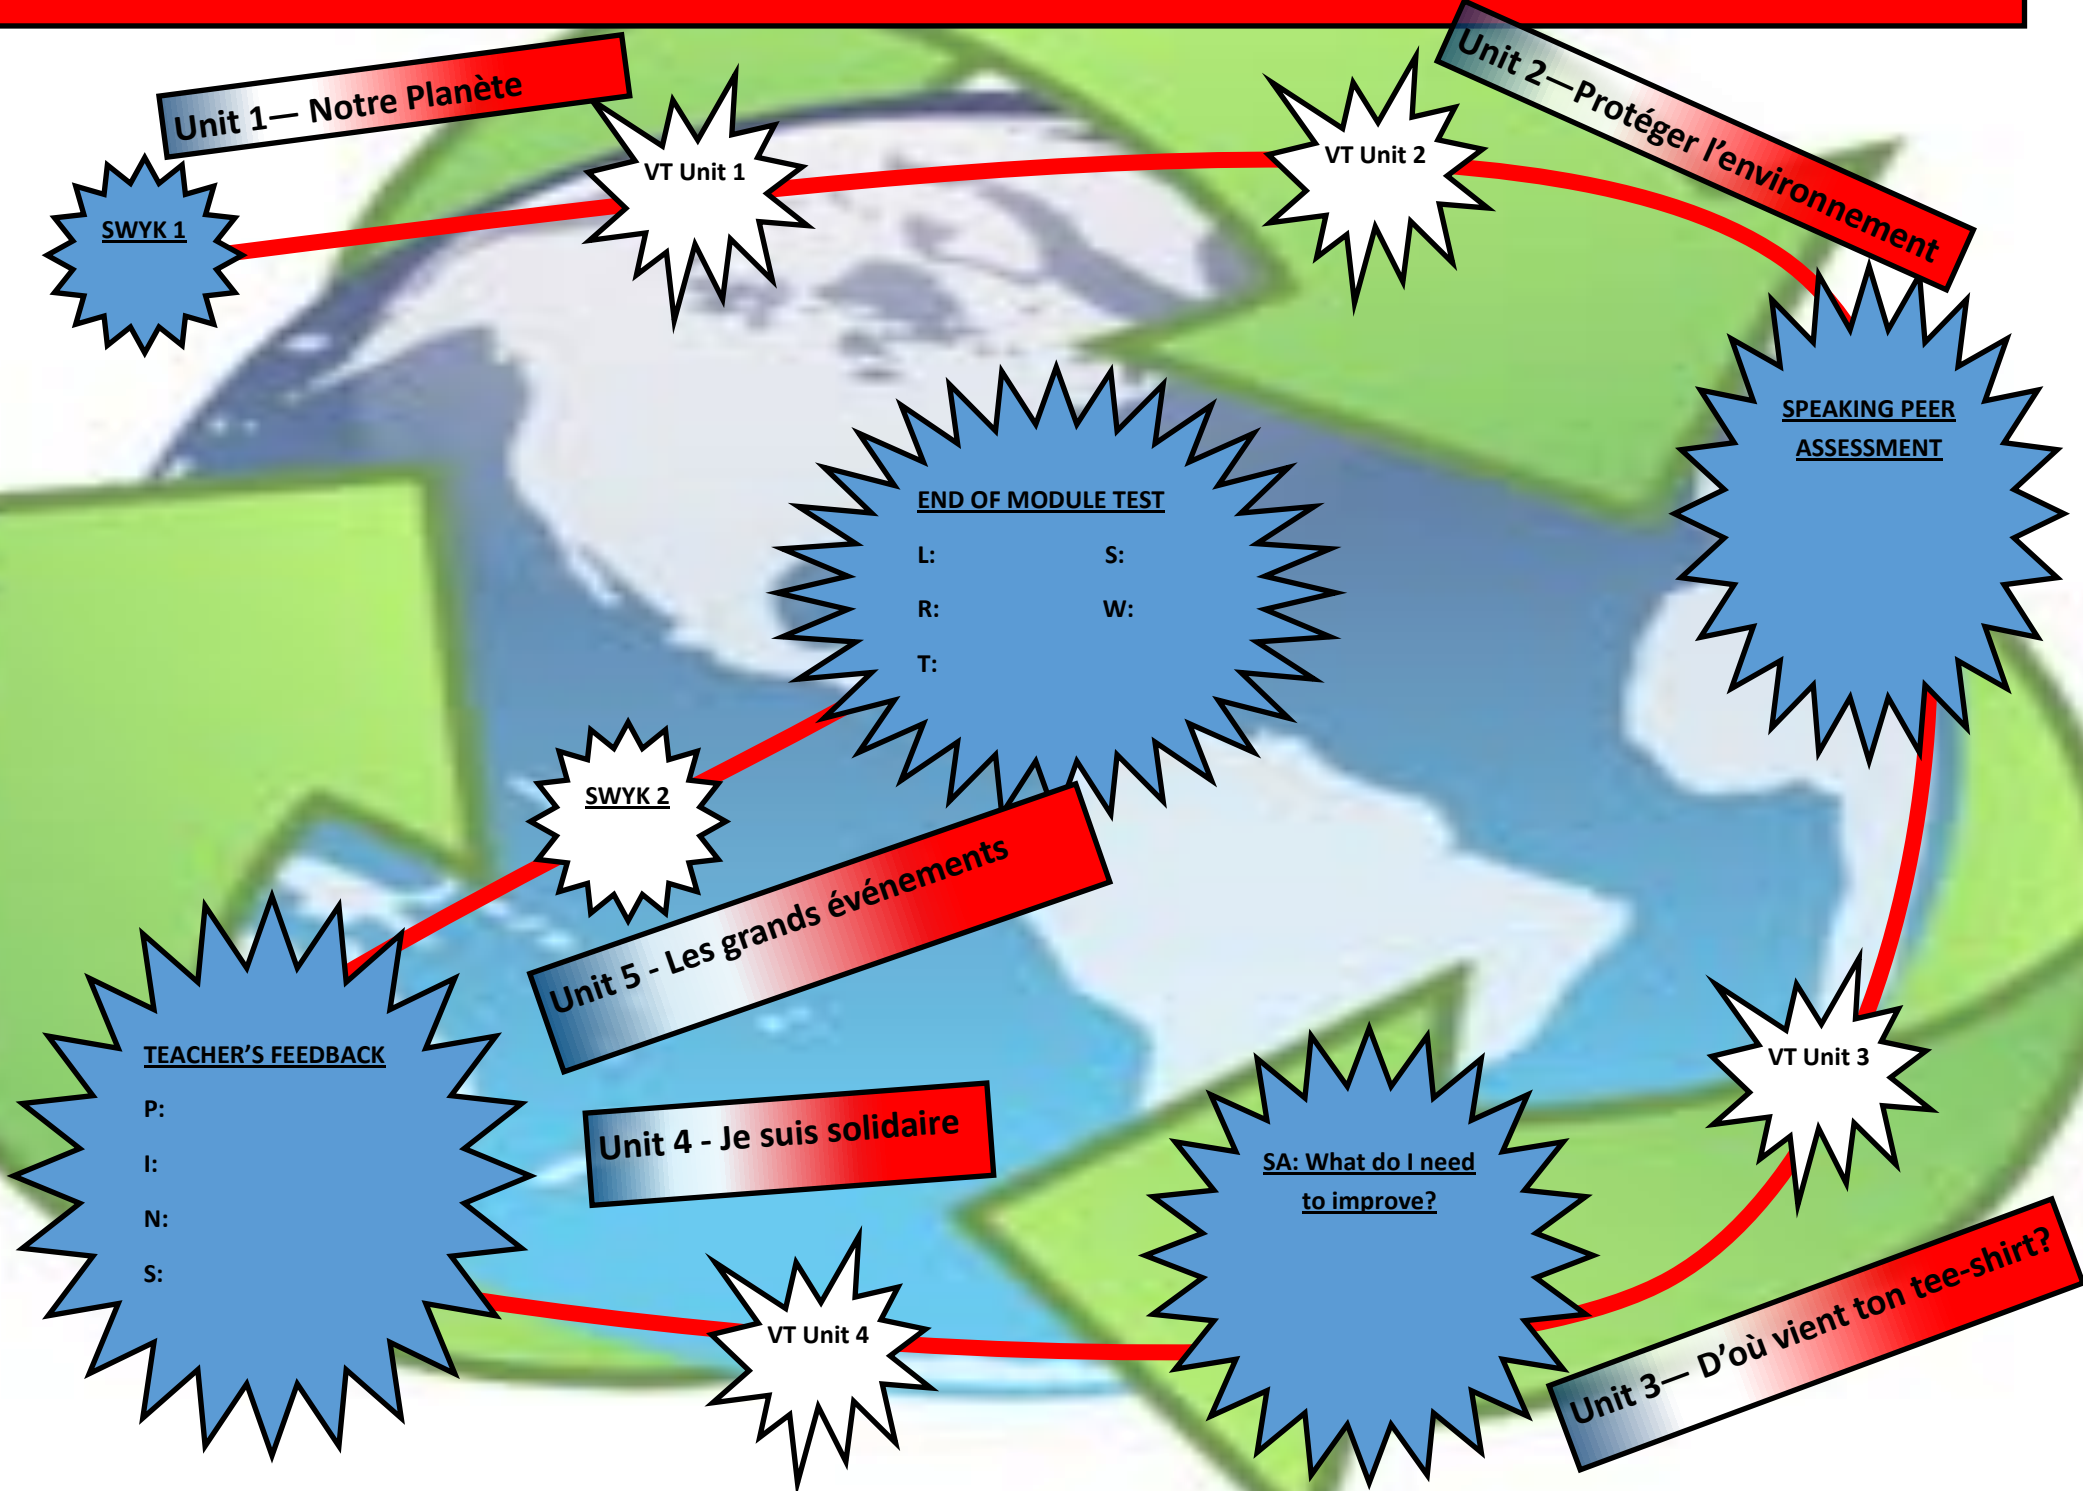 Unit 1— Notre Planète
SWYK 1
VT Unit 1
VT Unit 2
Unit 2—Protéger l’environnement
SPEAKING PEER
ASSESSMENT
VT Unit 3
Unit 3— D’où vient ton tee-shirt?
SA: What do I need
to improve?
VT Unit 4
Unit 4 - Je suis solidaire
TEACHER’S FEEDBACK
P:
I:
N:
S:
SWYK 2
Unit 5 - Les grands événements
END OF MODULE TEST
L: S:
R: W:
T: